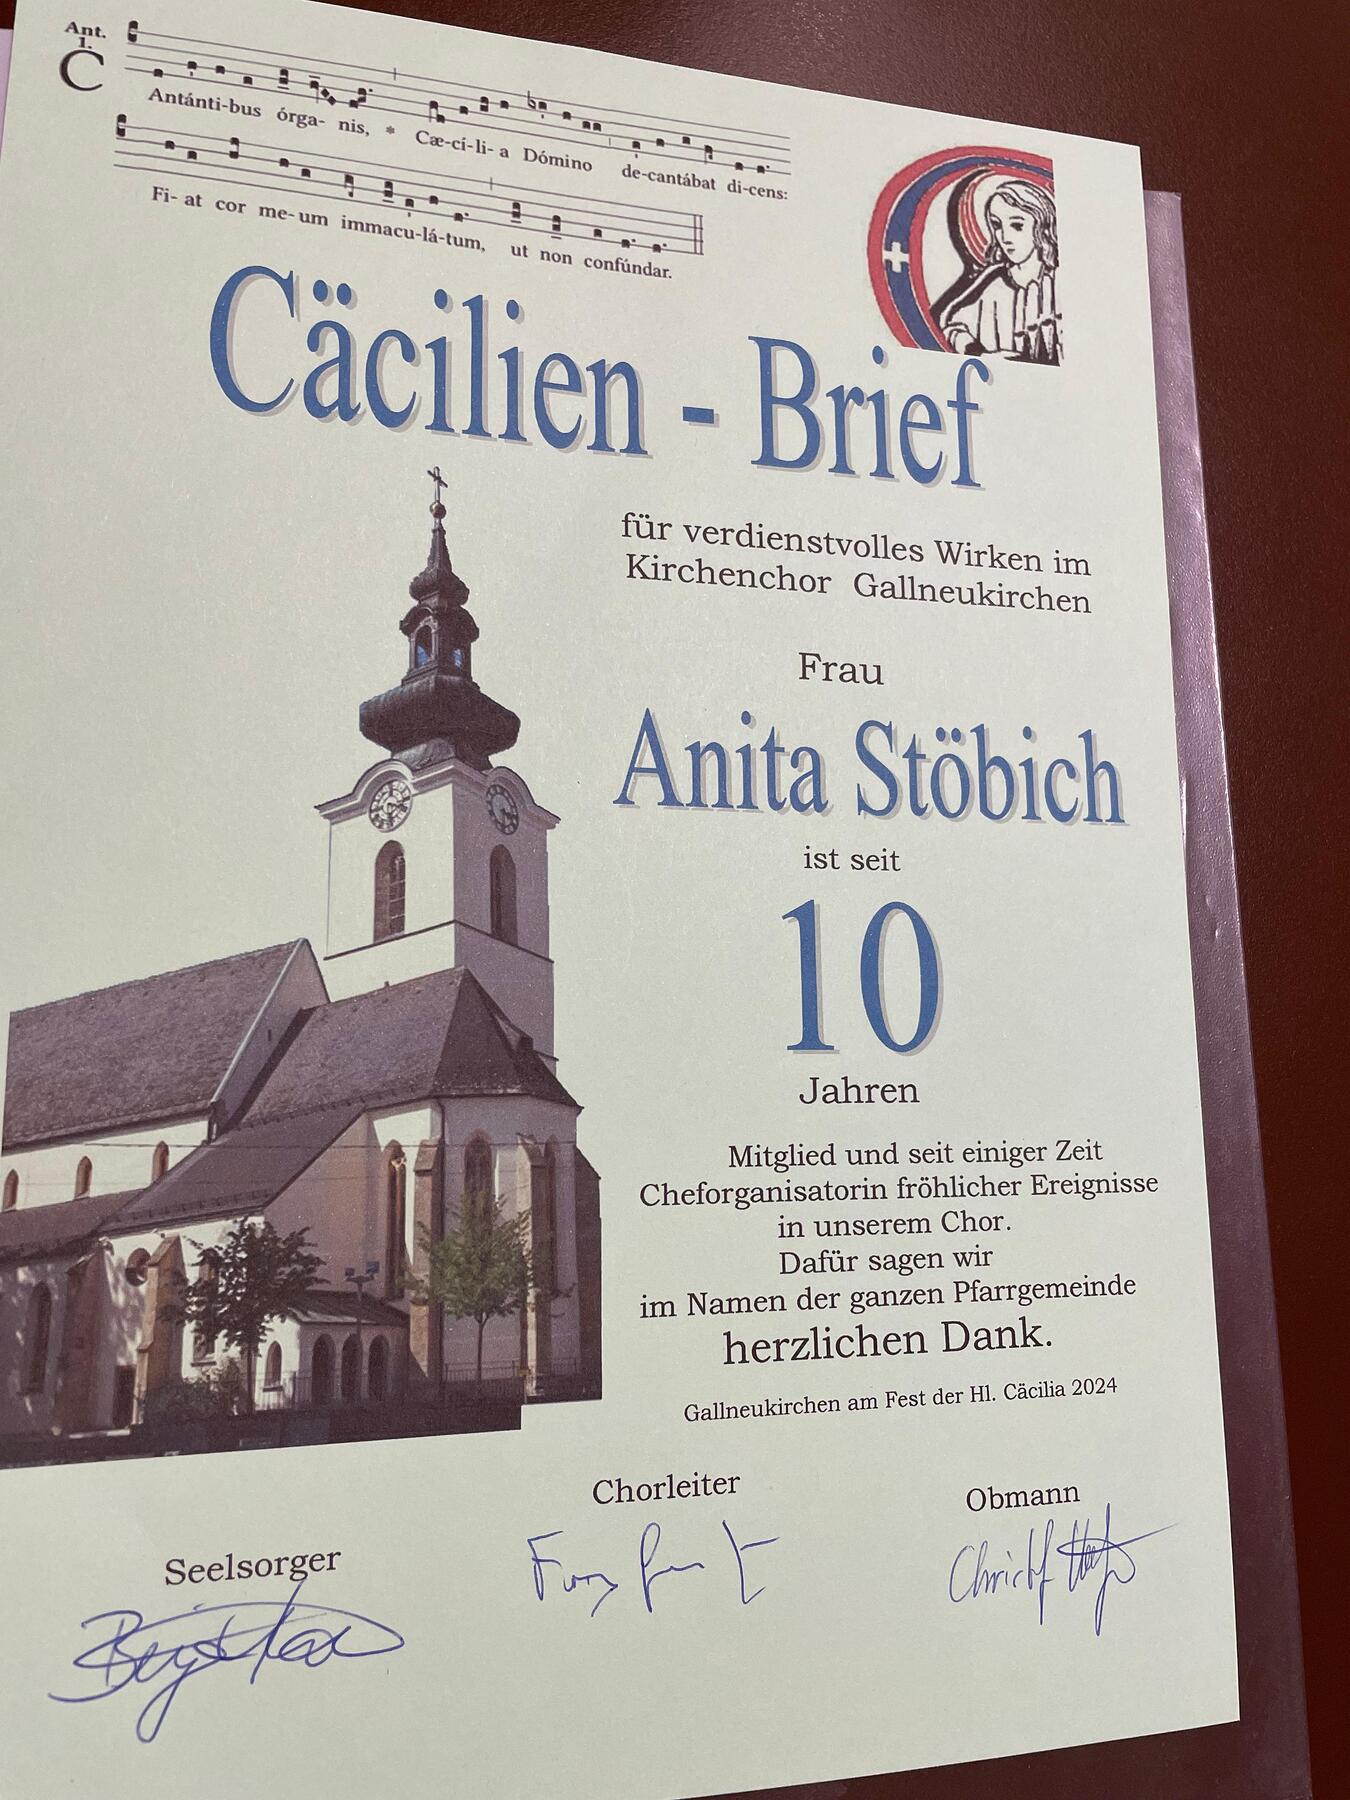 Ant.
1.
C
Antánti-bus órga- nis, * Cæ-cí-li- a Dómino de-cantábat di-cens:
Fi- at cor me-um immacu-lá-tum, ut non confúndar.
Cäcilien - Brief
für verdienstvolles Wirken im
Kirchenchor Gallneukirchen
Frau
Anita Stöbich
ist seit
10
Jahren
Mitglied und seit einiger Zeit
Cheforganisatorin fröhlicher Ereignisse
in unserem Chor.
Dafür sagen wir
im Namen der ganzen Pfarrgemeinde
herzlichen Dank.
Gallneukirchen am Fest der Hl. Cäcilia 2024
Seelsorger
Chorleiter
Obmann